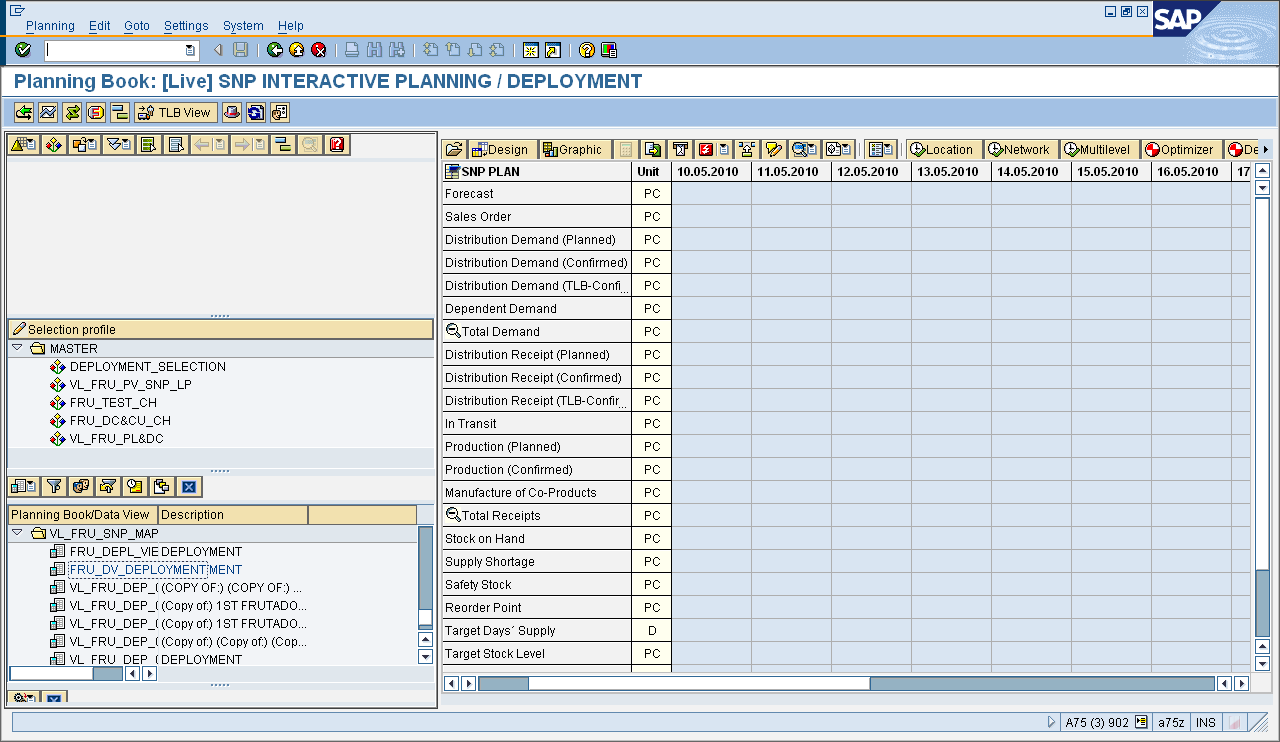 Planning Edit Goto Settings System Help
SAP
Planning Book: [Live] SNP INTERACTIVE PLANNING / DEPLOYMENT
TLB View
Design Graphic Location Network Multilevel Optimizer De
SNP PLAN Unit 10.05.2010 11.05.2010 12.05.2010 13.05.2010 14.05.2010 15.05.2010 16.05.2010 17
Forecast PC
Sales Order PC
Distribution Demand (Planned) PC
Distribution Demand (Confirmed) PC
Distribution Demand (TLB-Confi... PC
Dependent Demand PC
Total Demand PC
Distribution Receipt (Planned) PC
Distribution Receipt (Confirmed) PC
Distribution Receipt (TLB-Confir... PC
In Transit PC
Production (Planned) PC
Production (Confirmed) PC
Manufacture of Co-Products PC
Total Receipts PC
Stock on Hand PC
Supply Shortage PC
Safety Stock PC
Reorder Point PC
Target Days´ Supply D
Target Stock Level PC
Selection profile
MASTER
DEPLOYMENT_SELECTION
VL_FRU_PV_SNP_LP
FRU_TEST_CH
FRU_DC&CU_CH
VL_FRU_PL&DC
Planning Book/Data View Description
VL_FRU_SNP_MAP
FRU_DEPL_VIE DEPLOYMENT
FRU_DV_DEPLOYMENT MENT
VL_FRU_DEP_( (COPY OF:) (COPY OF:) ...
VL_FRU_DEP_( (Copy of:) 1ST FRUTADO...
VL_FRU_DEP_( (Copy of:) 1ST FRUTADO...
VL_FRU_DEP_( (Copy of:) (Copy of:) (Cop...
VL_FRU_DEP_( DEPLOYMENT
A75 (3) 902 a75z INS